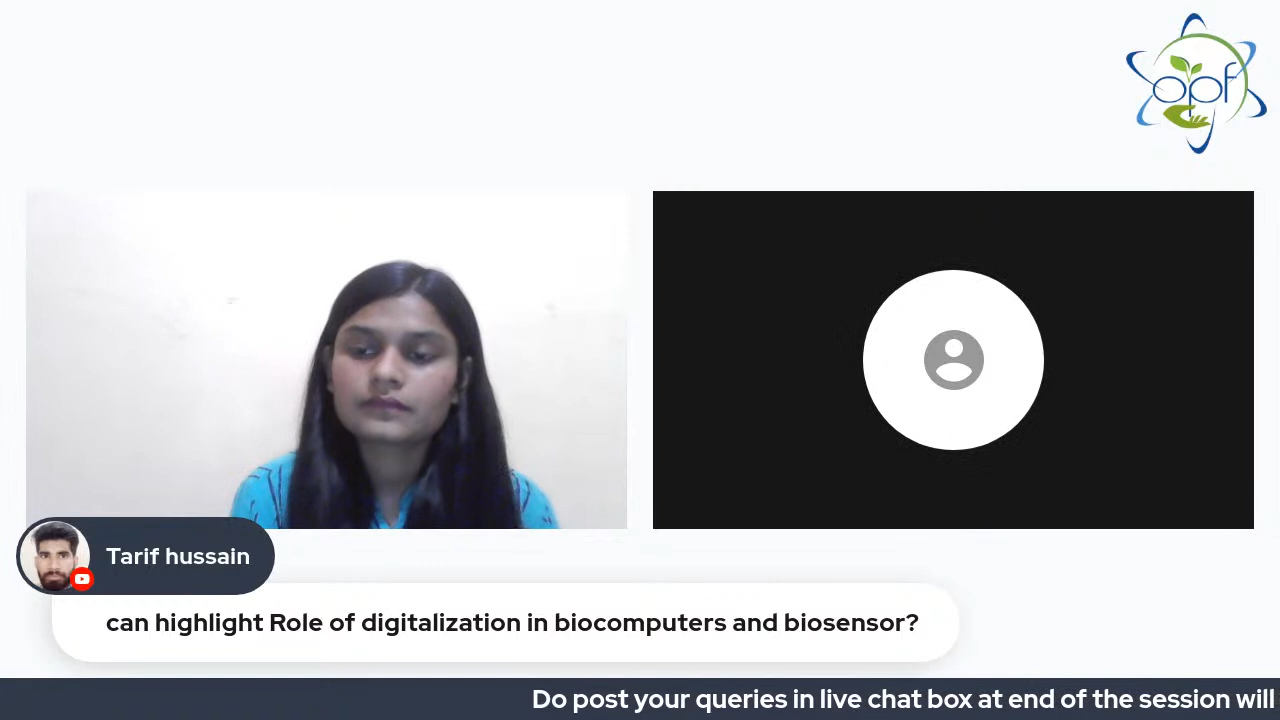 opf
Tarif hussain
can highlight Role of digitalization in biocomputers and biosensor?
Do post your queries in live chat box at end of the session will